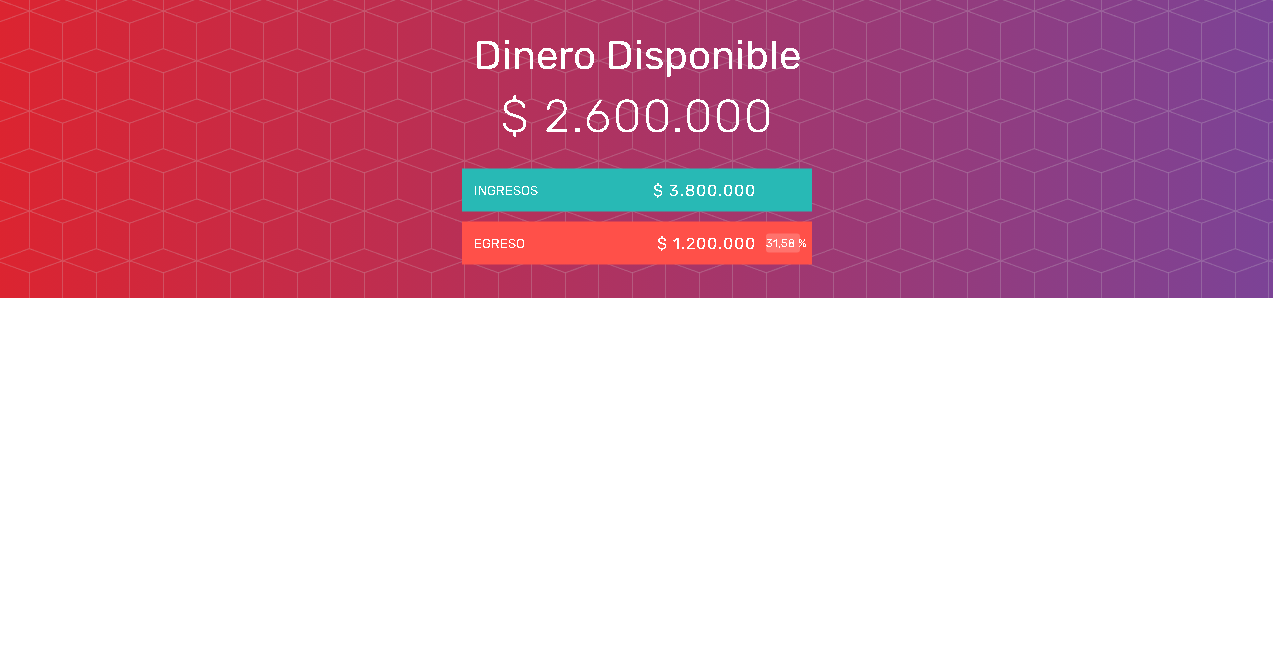 Dinero Disponible
$ 2.600.000
INGRESOS $ 3.800.000
EGRESO $ 1.200.000 31,58 %